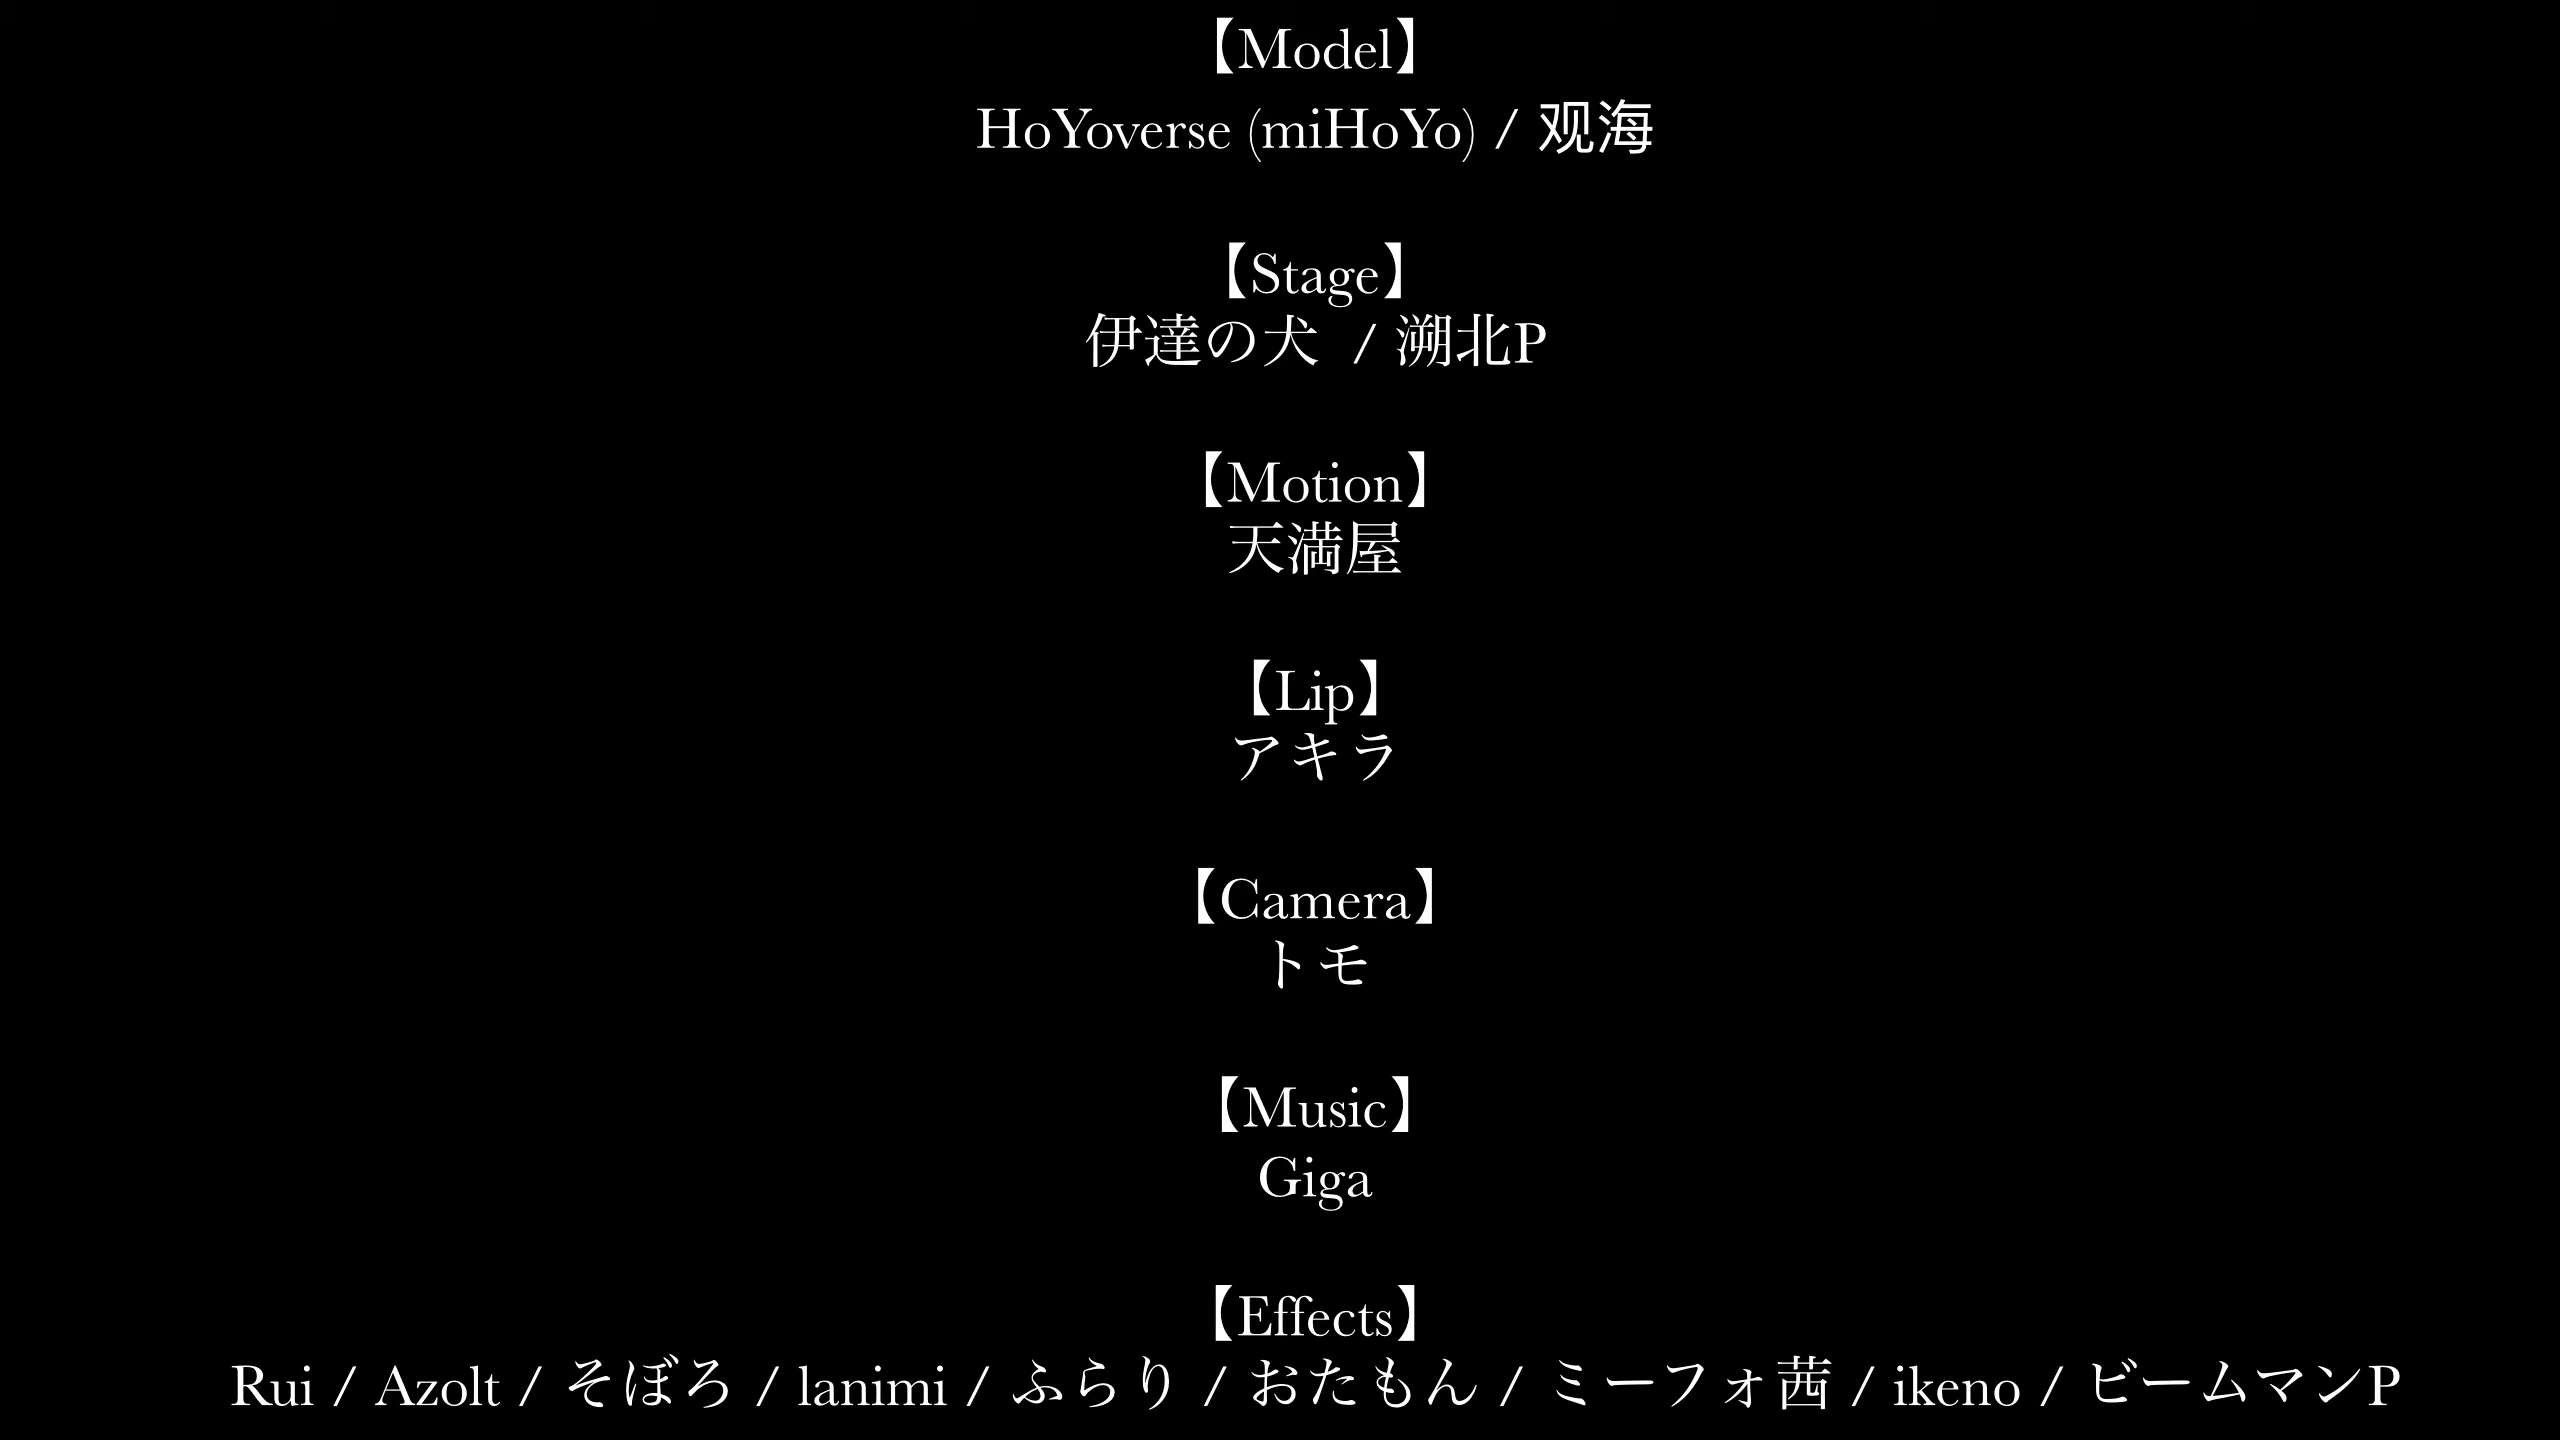 【Model】
HoYoverse (miHoYo) / 观海
【Stage】
伊達の犬 / 溯北P
【Motion】
天満屋
【Lip】
アキラ
【Camera】
トモ
【Music】
Giga
【Effects】
Rui / Azolt / そぼろ / lanimi / ふらり / おたもん / ミーフォ茜 / ikeno / ビームマンP